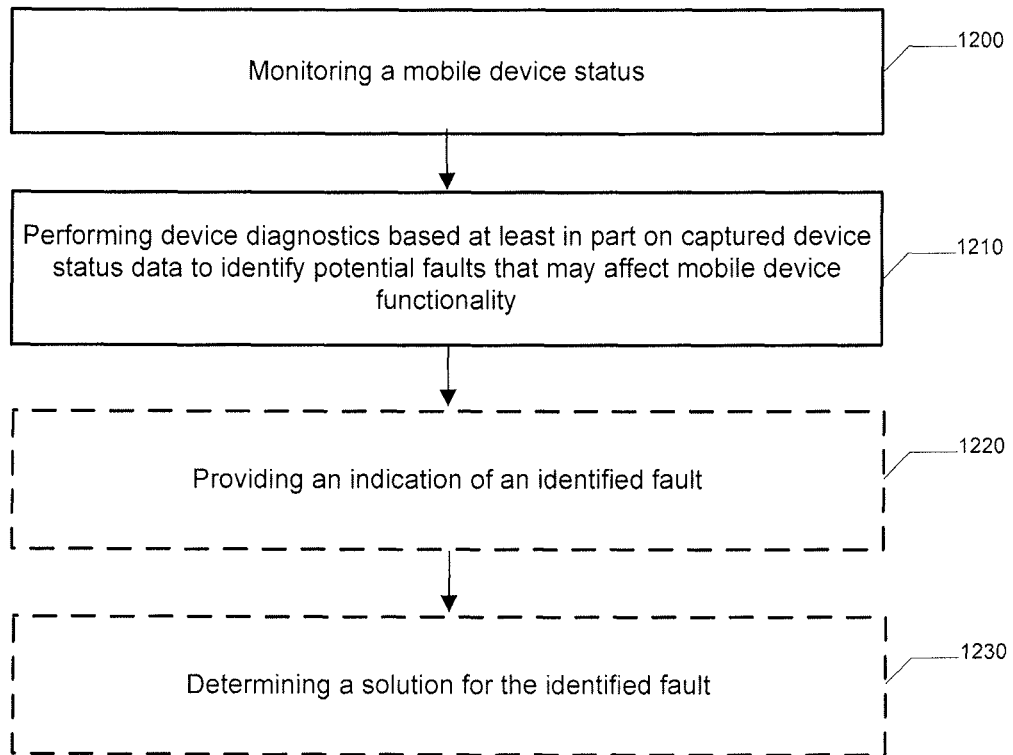 Monitoring a mobile device status
1200
Performing device diagnostics based at least in part on captured device
status data to identify potential faults that may affect mobile device
functionality
1210
Providing an indication of an identified fault
1220
Determining a solution for the identified fault
1230